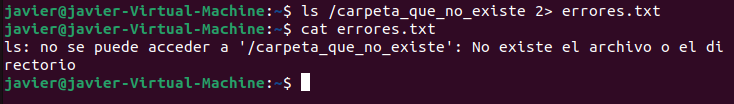 javier@javier-Virtual-Machine:~$ ls /carpeta_que_no_existe 2> errores.txt
javier@javier-Virtual-Machine:~$ cat errores.txt
ls: no se puede acceder a '/carpeta_que_no_existe': No existe el archivo o el di
rectorio
javier@javier-Virtual-Machine:~$